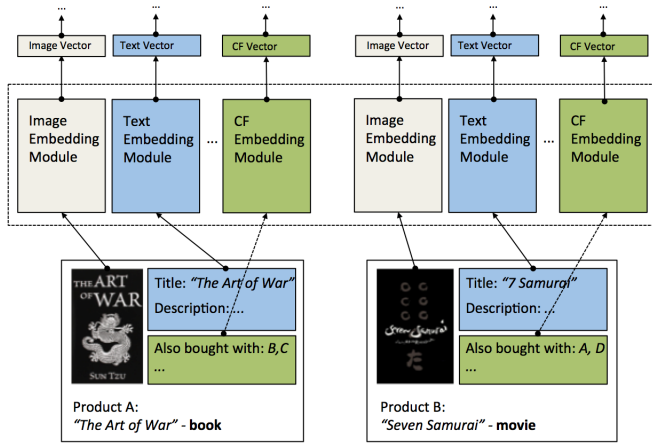 ... ... ... ... ... ...
Image Vector Text Vector CF Vector Image Vector Text Vector CF Vector
Image Embedding Module
Text Embedding Module
...
CF Embedding Module
Image Embedding Module
Text Embedding Module
...
CF Embedding Module
THE ART
OF WAR
SUN TZU
Title: “The Art of War”
Description: ...
Also bought with: B,C
...
Product A:
“The Art of War” - book
Seven Samurai
た
Title: “7 Samurai”
Description: ...
Also bought with: A, D
...
Product B:
“Seven Samurai” - movie